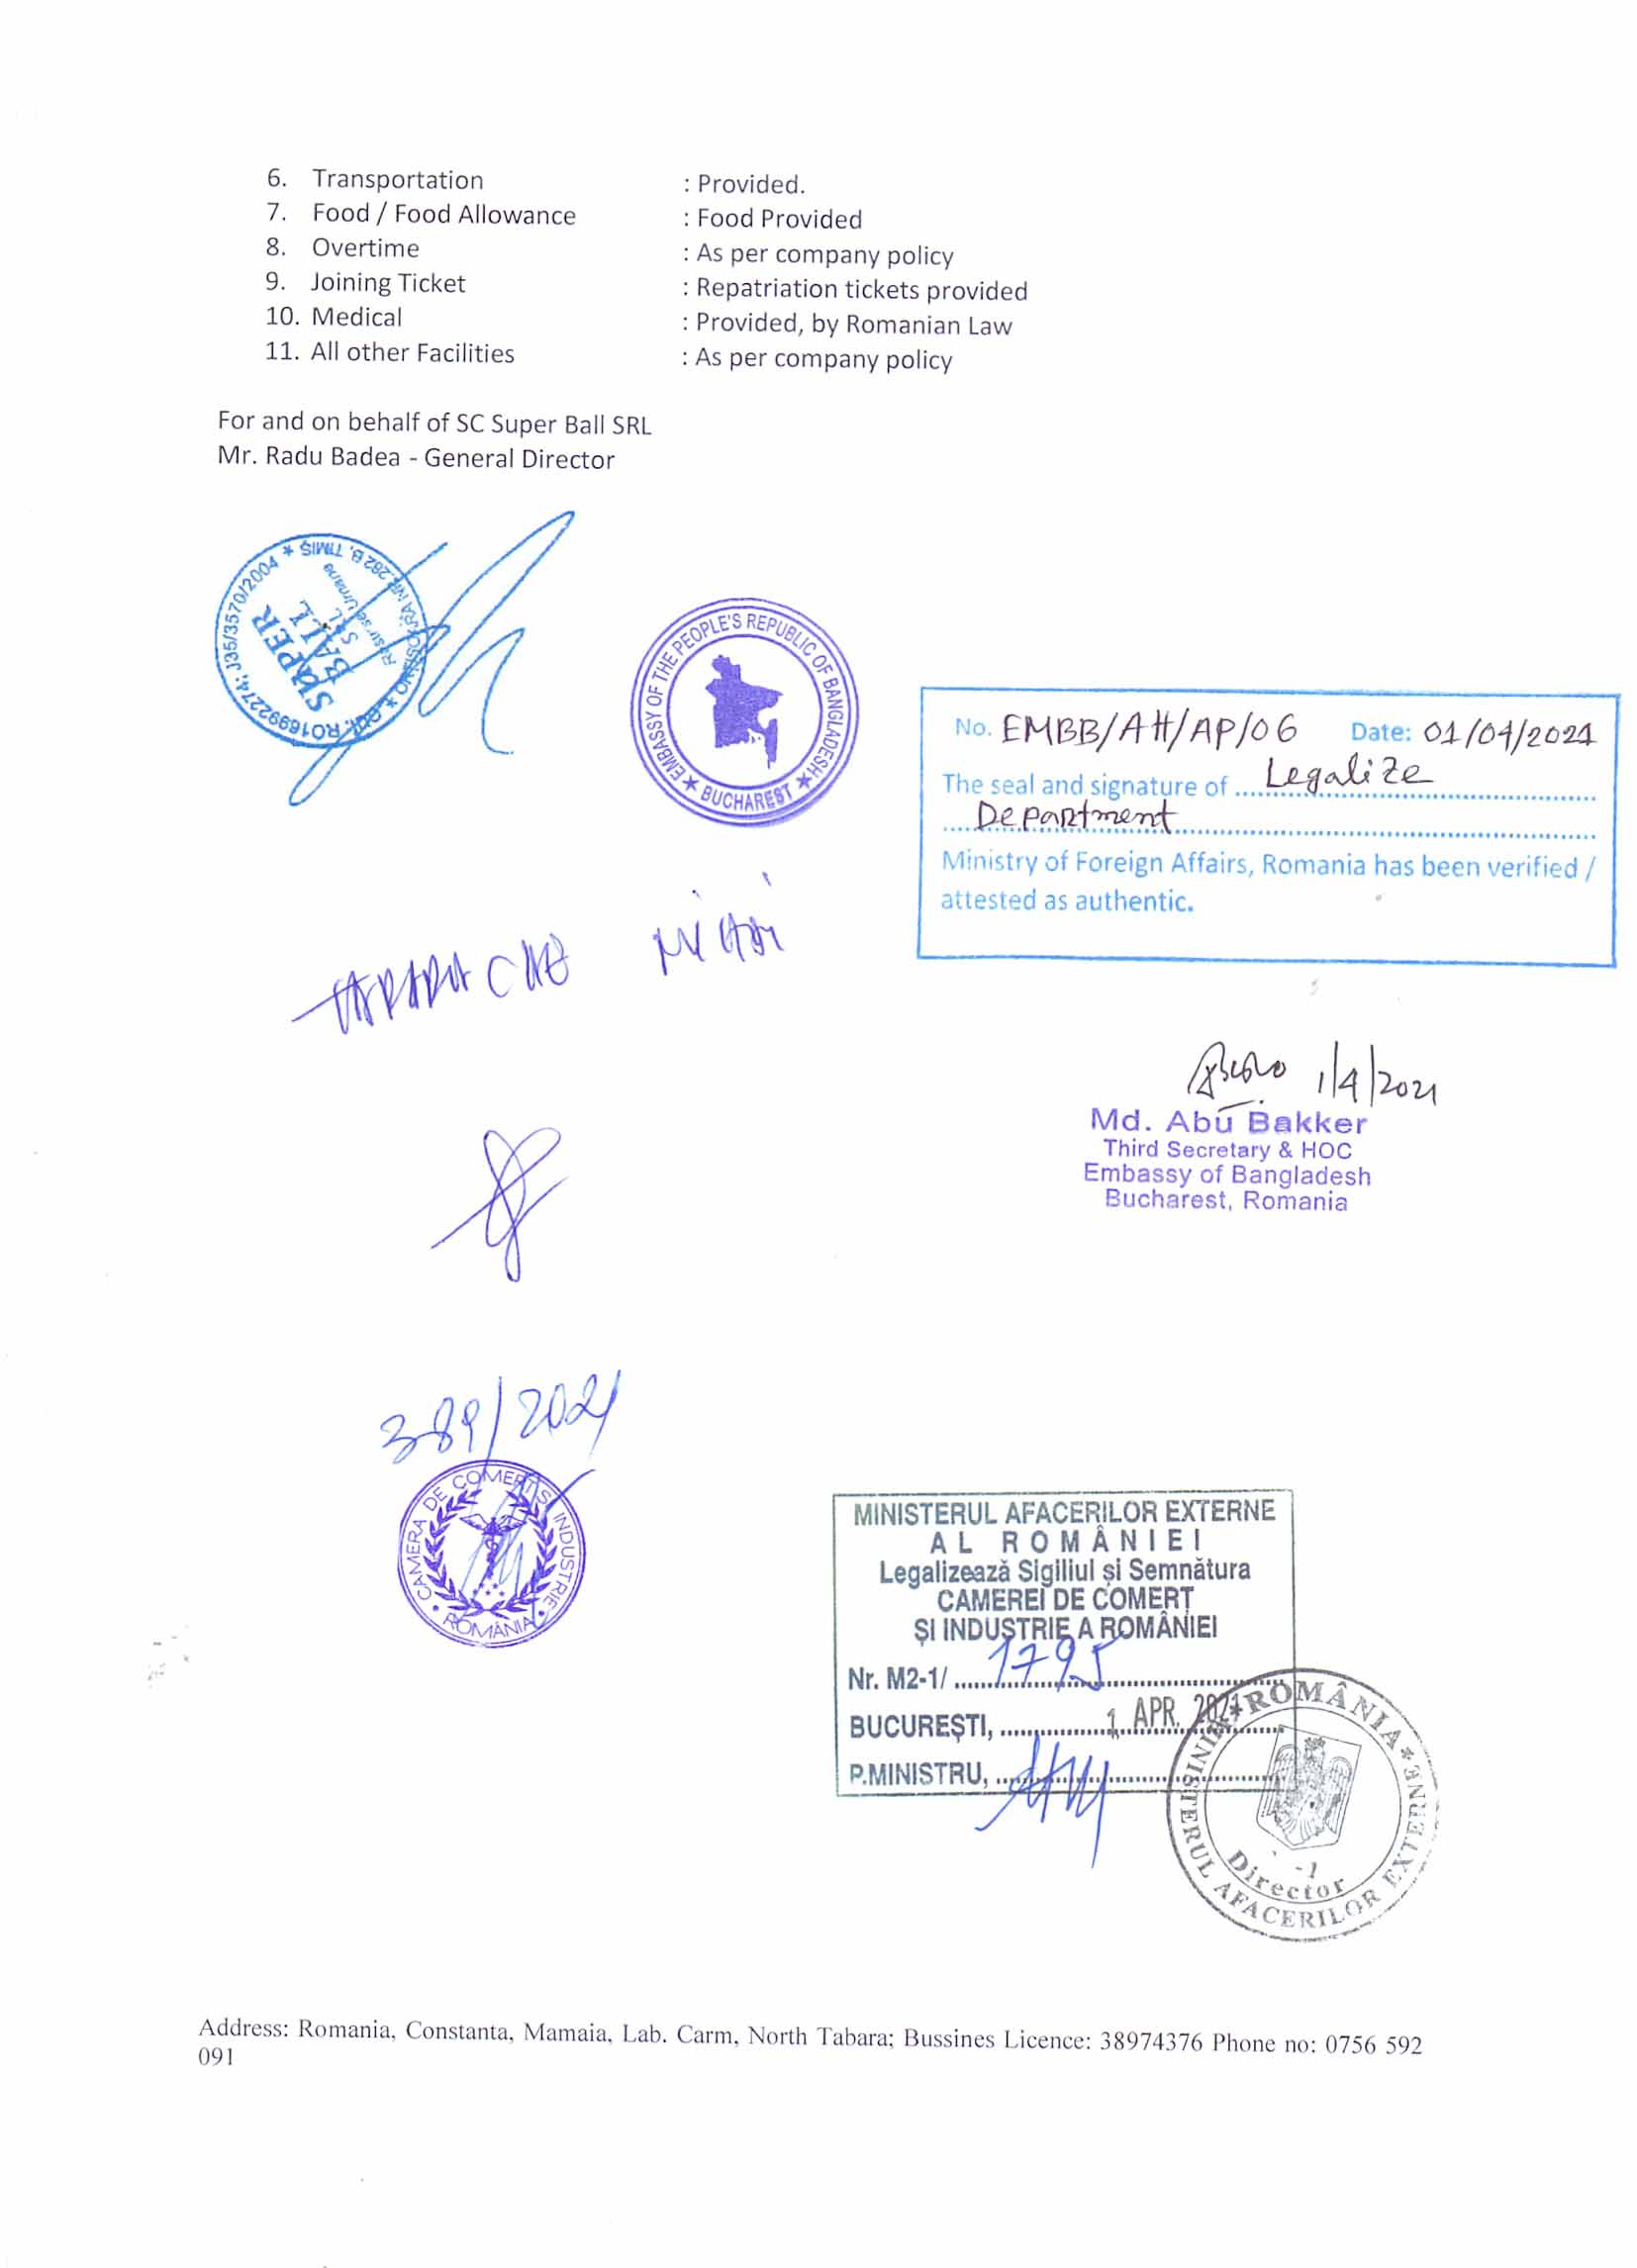 6. Transportation : Provided.
7. Food / Food Allowance : Food Provided
8. Overtime : As per company policy
9. Joining Ticket : Repatriation tickets provided
10. Medical : Provided, by Romanian Law
11. All other Facilities : As per company policy
For and on behalf of SC Super Ball SRL
Mr. Radu Badea - General Director
SUPER
BALL
SRL
J35/3570/2004 * TIMIȘ
EMBASSY OF THE PEOPLE'S REPUBLIC OF BANGLADESH
★ BUCHAREST ★
No. EMBB/AH/AP/06 Date: 01/04/2021
The seal and signature of Legalize
Department
Ministry of Foreign Affairs, Romania has been verified /
attested as authentic.
MIHAI
1/4/2021
Md. Abu Bakker
Third Secretary & HOC
Embassy of Bangladesh
Bucharest, Romania
389/2021
CAMERA DE COMERT SI INDUSTRIE
ROMÂNIA
MINISTERUL AFACERILOR EXTERNE
AL ROMÂNIEI
Legalizează Sigiliul și Semnătura
CAMEREI DE COMERȚ
ȘI INDUSTRIE A ROMÂNIEI
Nr. M2-1/ 1795
BUCUREȘTI, 1 APR. 2021
P.MINISTRU,
ROMÂNIA * MINISTERUL AFACERILOR EXTERNE
-1
Director
Address: Romania, Constanta, Mamaia, Lab. Carm, North Tabara; Bussines Licence: 38974376 Phone no: 0756 592
091